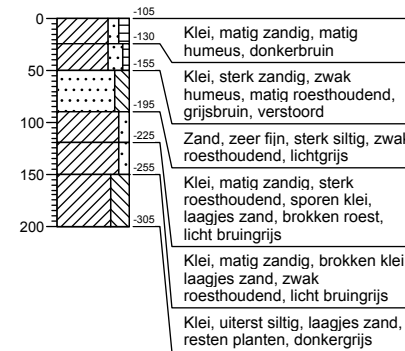 0
50
100
150
200
-105
-130
-155
-195
-225
-255
-305
Klei, matig zandig, matig
humeus, donkerbruin
Klei, sterk zandig, zwak
humeus, matig roesthoudend,
grijsbruin, verstoord
Zand, zeer fijn, sterk siltig, zwak
roesthoudend, lichtgrijs
Klei, matig zandig, sterk
roesthoudend, sporen klei,
laagjes zand, brokken roest,
licht bruingrijs
Klei, matig zandig, brokken klei
laagjes zand, zwak
roesthoudend, licht bruingrijs
Klei, uiterst siltig, laagjes zand,
resten planten, donkergrijs